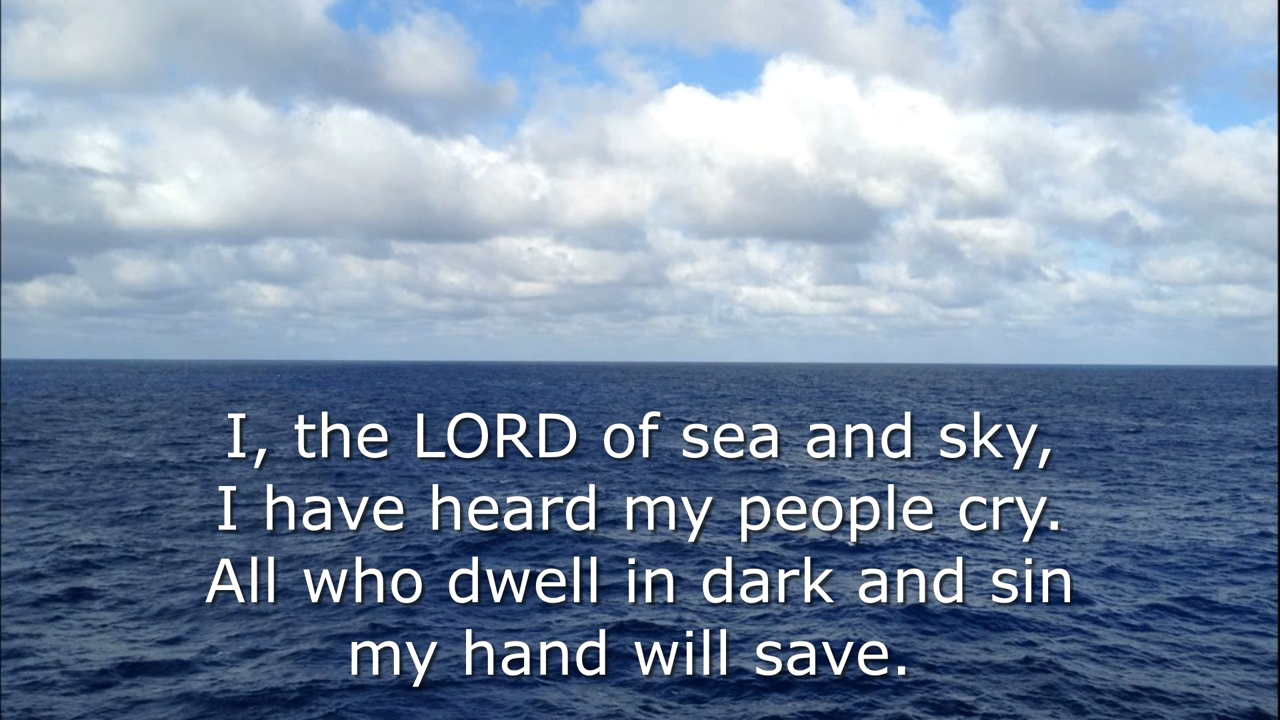 I, the LORD of sea and sky,
I have heard my people cry.
All who dwell in dark and sin
my hand will save.